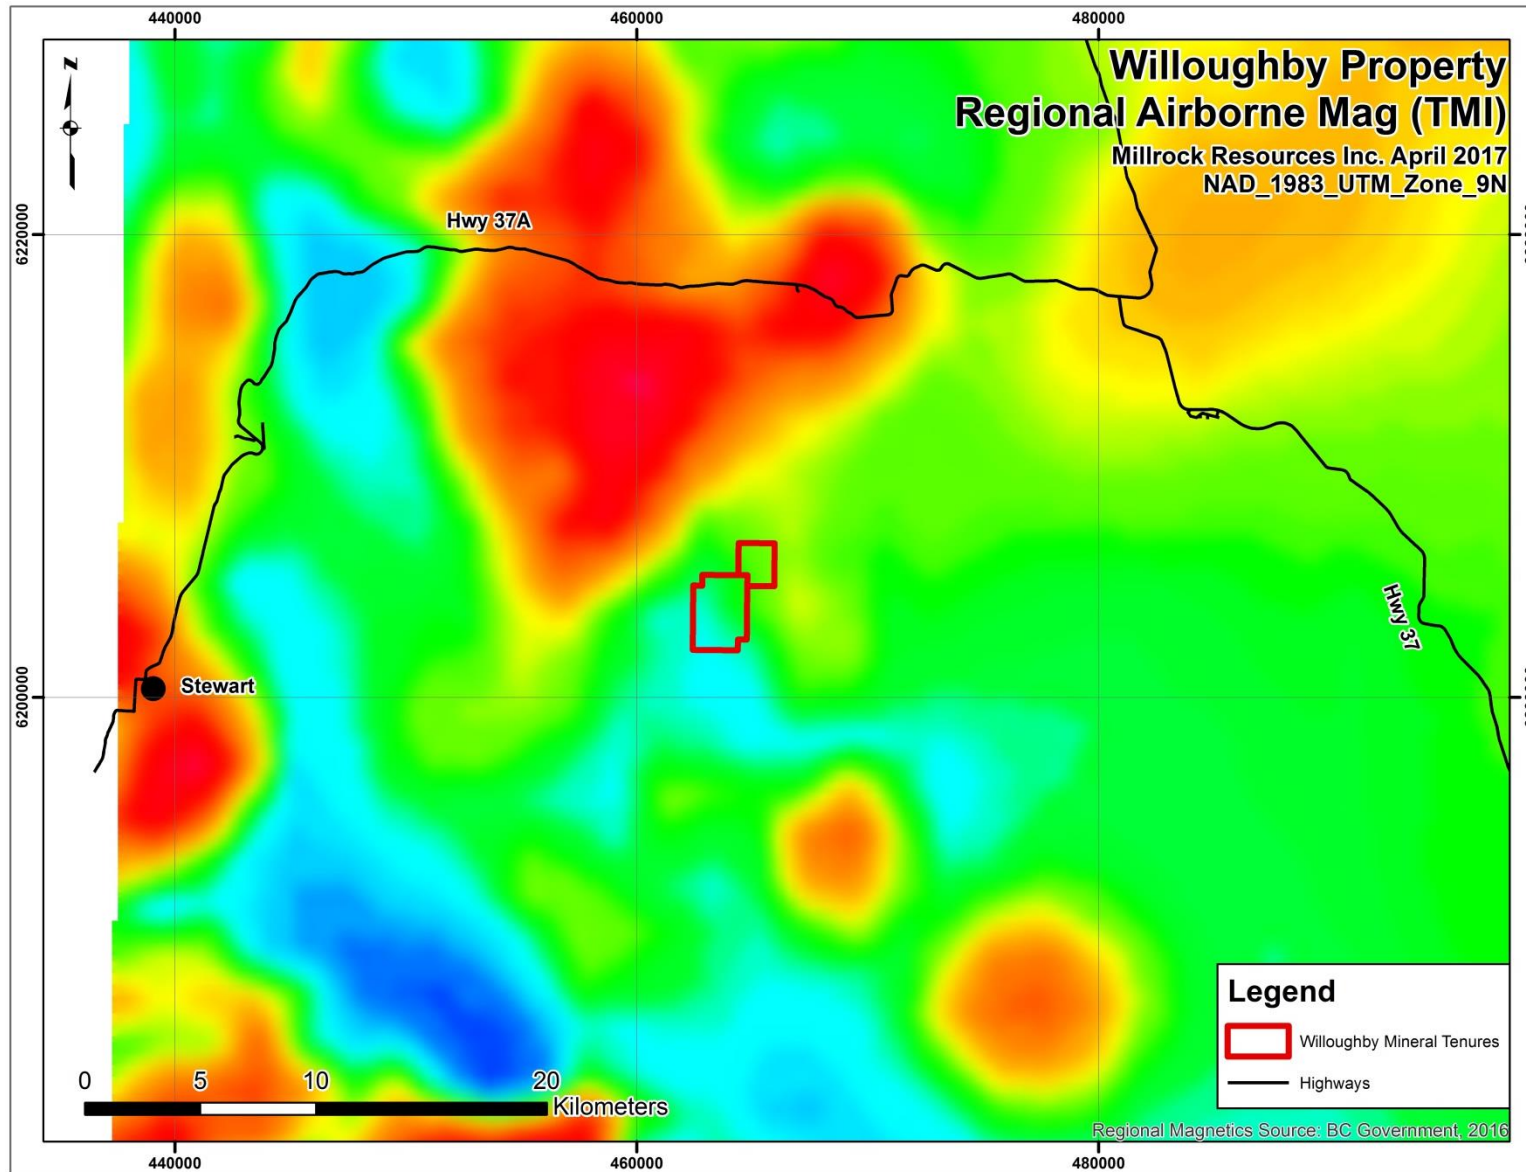 440000 460000 480000
Willoughby Property
Regional Airborne Mag (TMI)
Millrock Resources Inc. April 2017
NAD_1983_UTM_Zone_9N
N
Hwy 37A
6220000
Hwy 37
6200000
Stewart
Legend
Willoughby Mineral Tenures
Highways
0 5 10 20
Kilometers
Regional Magnetics Source: BC Government, 2016
440000 460000 480000